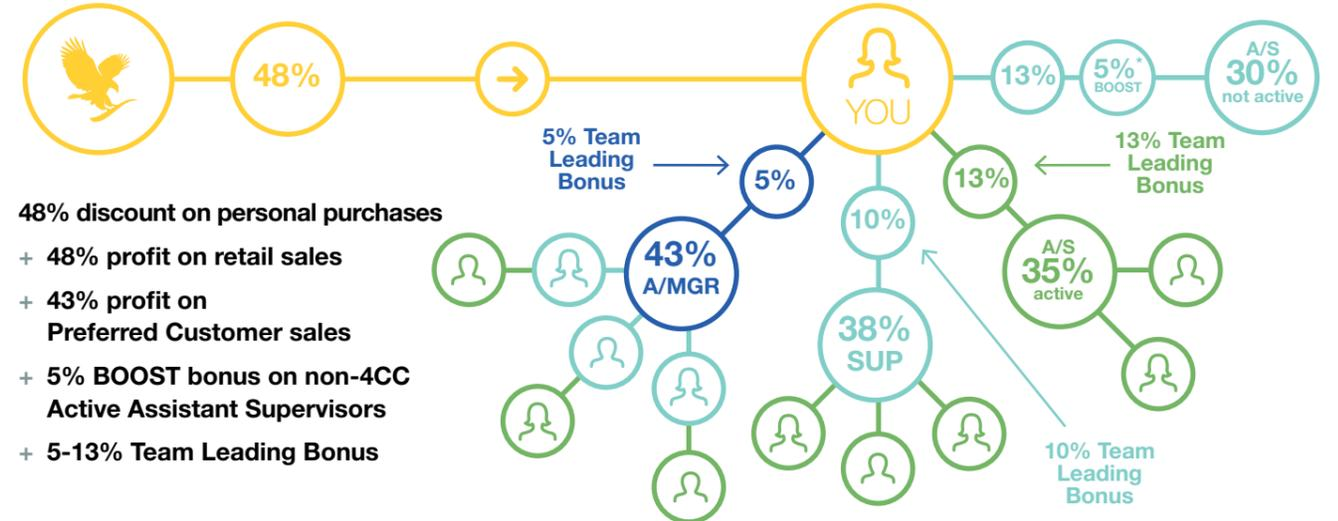 48%
YOU
13%
5%*
BOOST
A/S
30%
not active
5% Team
Leading
Bonus
5%
13%
13% Team
Leading
Bonus
48% discount on personal purchases
+ 48% profit on retail sales
+ 43% profit on
Preferred Customer sales
+ 5% BOOST bonus on non-4CC
Active Assistant Supervisors
+ 5-13% Team Leading Bonus
43%
A/MGR
10%
38%
SUP
A/S
35%
active
10% Team
Leading
Bonus